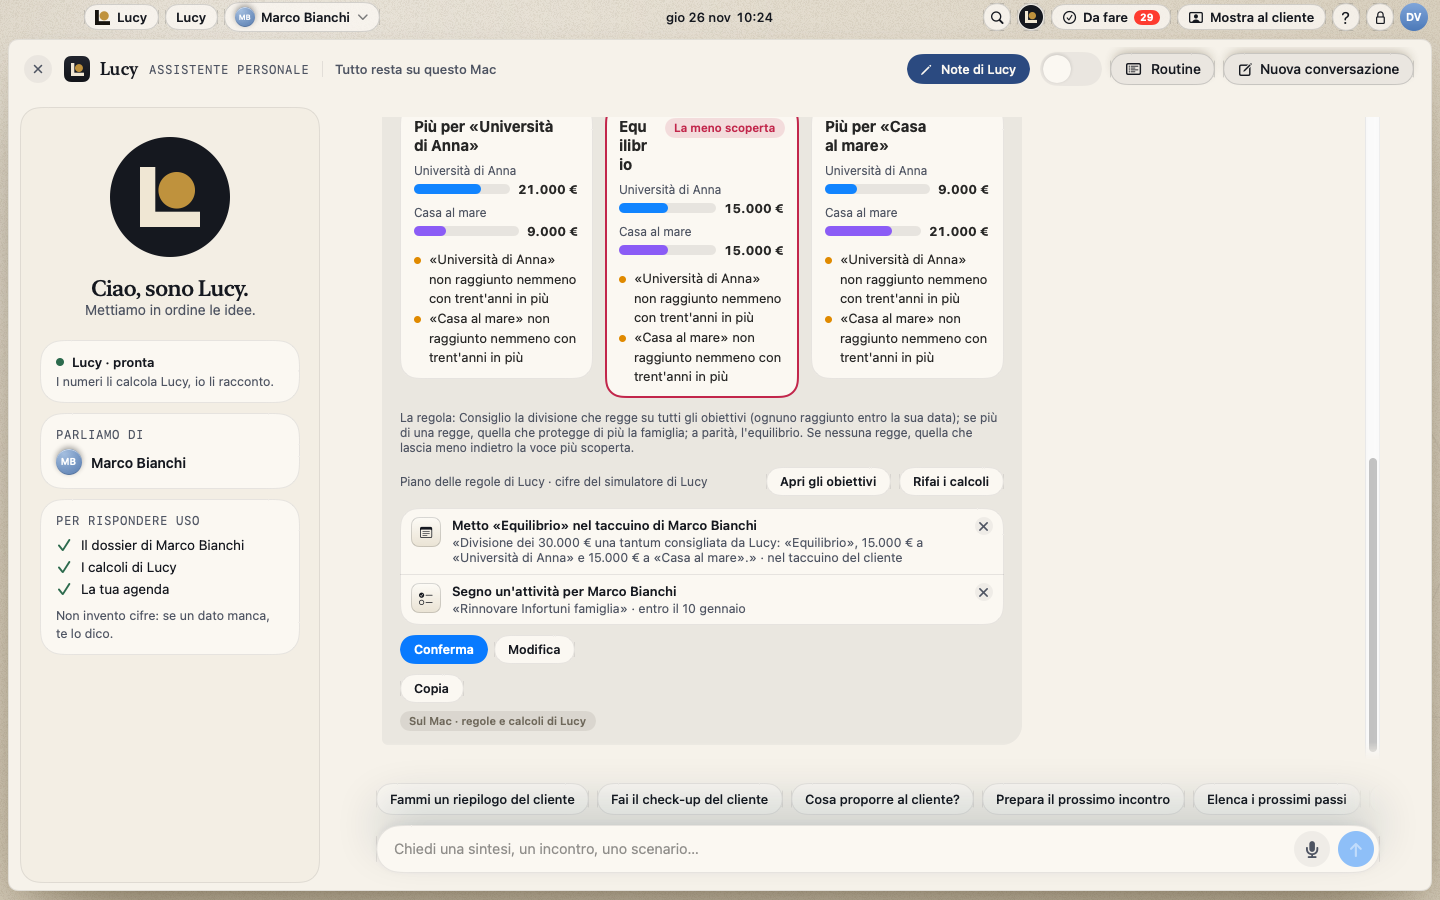 Lucy
Lucy
MB Marco Bianchi
gio 26 nov 10:24
Da fare 29
Mostra al cliente
?
DV
Lucy ASSISTENTE PERSONALE
Tutto resta su questo Mac
Note di Lucy
Routine
Nuova conversazione
Ciao, sono Lucy.
Mettiamo in ordine le idee.
Lucy · pronta
I numeri li calcola Lucy, io li racconto.
PARLIAMO DI
MB Marco Bianchi
PER RISPONDERE USO
Il dossier di Marco Bianchi
I calcoli di Lucy
La tua agenda
Non invento cifre: se un dato manca,
te lo dico.
Più per «Università
di Anna»
Università di Anna
21.000 €
Casa al mare
9.000 €
«Università di Anna»
non raggiunto nemmeno
con trent'anni in più
«Casa al mare» non
raggiunto nemmeno con
trent'anni in più
Equ
ilibr
io
La meno scoperta
Università di Anna
15.000 €
Casa al mare
15.000 €
«Università di Anna»
non raggiunto nemmeno
con trent'anni in più
«Casa al mare» non
raggiunto nemmeno con
trent'anni in più
Più per «Casa
al mare»
Università di Anna
9.000 €
Casa al mare
21.000 €
«Università di Anna»
non raggiunto nemmeno
con trent'anni in più
«Casa al mare» non
raggiunto nemmeno con
trent'anni in più
La regola: Consiglio la divisione che regge su tutti gli obiettivi (ognuno raggiunto entro la sua data); se più
di una regge, quella che protegge di più la famiglia; a parità, l'equilibrio. Se nessuna regge, quella che
lascia meno indietro la voce più scoperta.
Piano delle regole di Lucy · cifre del simulatore di Lucy
Apri gli obiettivi
Rifai i calcoli
Metto «Equilibrio» nel taccuino di Marco Bianchi
«Divisione dei 30.000 € una tantum consigliata da Lucy: «Equilibrio», 15.000 € a
«Università di Anna» e 15.000 € a «Casa al mare».» · nel taccuino del cliente
Segno un'attività per Marco Bianchi
«Rinnovare Infortuni famiglia» · entro il 10 gennaio
Conferma
Modifica
Copia
Sul Mac · regole e calcoli di Lucy
Fammi un riepilogo del cliente
Fai il check-up del cliente
Cosa proporre al cliente?
Prepara il prossimo incontro
Elenca i prossimi passi
Chiedi una sintesi, un incontro, uno scenario...